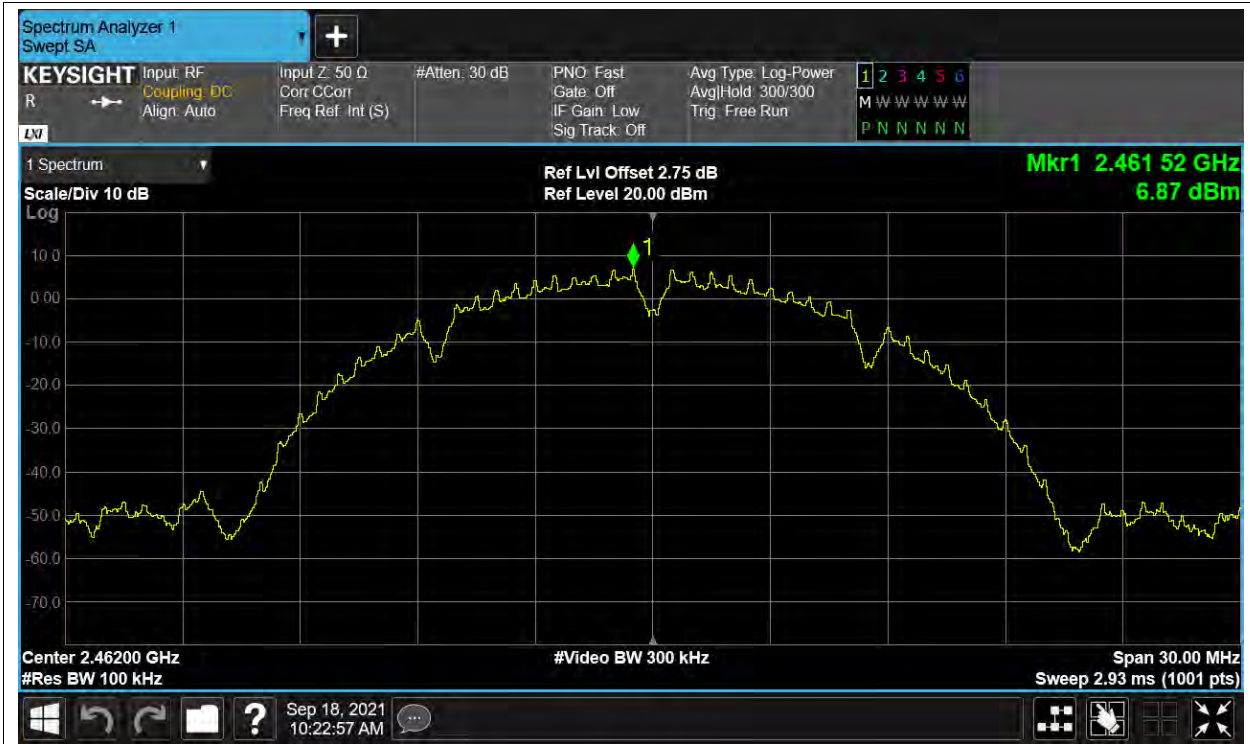 Spectrum Analyzer 1
Swept SA
+
KEYSIGHT
R
LXI
Input: RF
Coupling: DC
Align: Auto
Input Z: 50 Ω
Corr CCorr
Freq Ref: Int (S)
#Atten: 30 dB
PNO: Fast
Gate: Off
IF Gain: Low
Sig Track: Off
Avg Type: Log-Power
Avg|Hold: 300/300
Trig: Free Run
1 2 3 4 5 6
M W W W W W
P N N N N N
1 Spectrum
Scale/Div 10 dB
Ref Lvl Offset 2.75 dB
Ref Level 20.00 dBm
Mkr1 2.461 52 GHz
6.87 dBm
Log
1
10.0
0.00
-10.0
-20.0
-30.0
-40.0
-50.0
-60.0
-70.0
Center 2.46200 GHz
#Res BW 100 kHz
#Video BW 300 kHz
Span 30.00 MHz
Sweep 2.93 ms (1001 pts)
?
Sep 18, 2021
10:22:57 AM